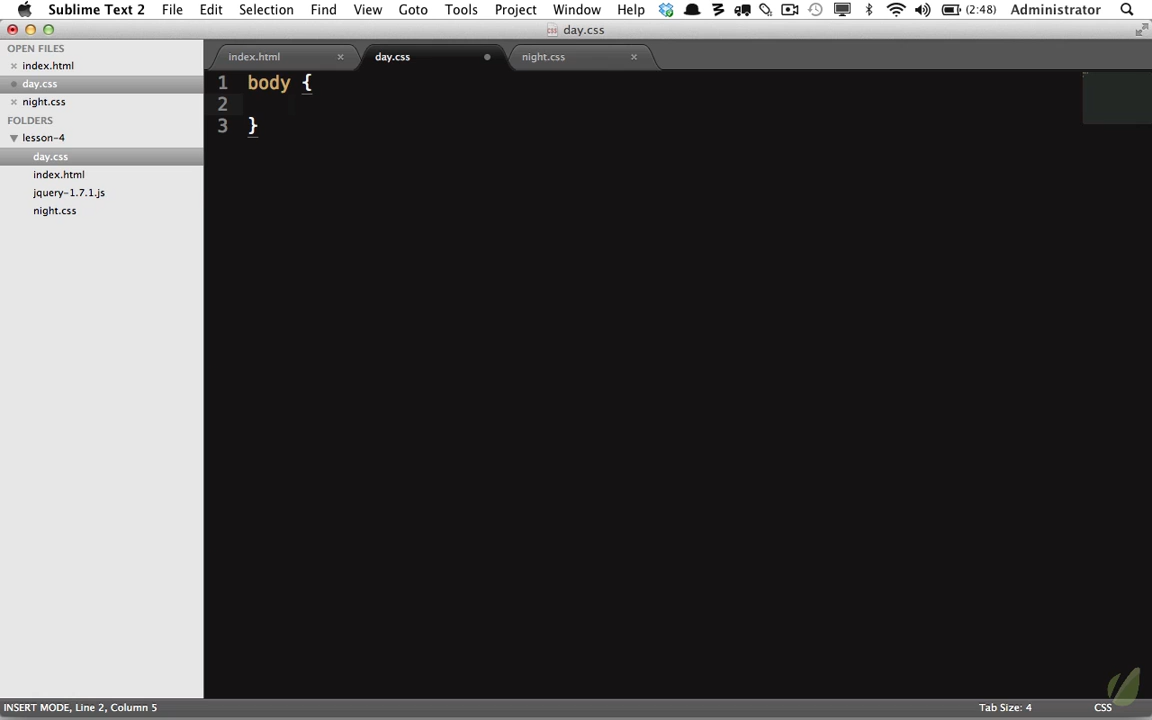 Sublime Text 2 File Edit Selection Find View Goto Tools Project Window Help (2:48) Administrator
day.css
OPEN FILES
index.html
day.css
night.css
FOLDERS
lesson-4
day.css
index.html
jquery-1.7.1.js
night.css
index.html day.css night.css
1 body {
2
3 }
INSERT MODE, Line 2, Column 5 Tab Size: 4 CSS